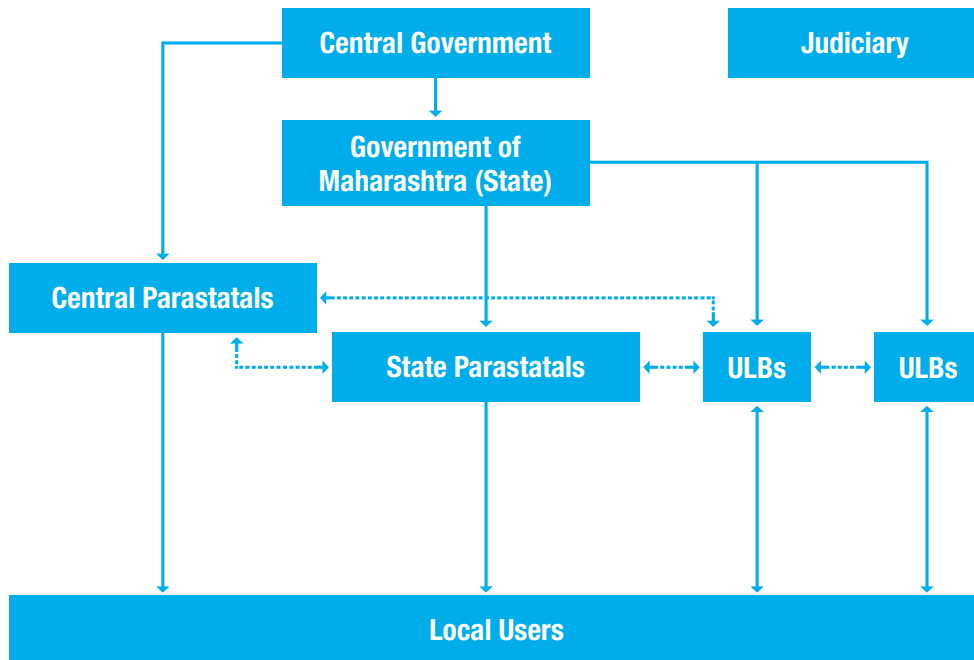 Central Government
Judiciary
Government of
Maharashtra (State)
Central Parastatals
State Parastatals
ULBs
ULBs
Local Users